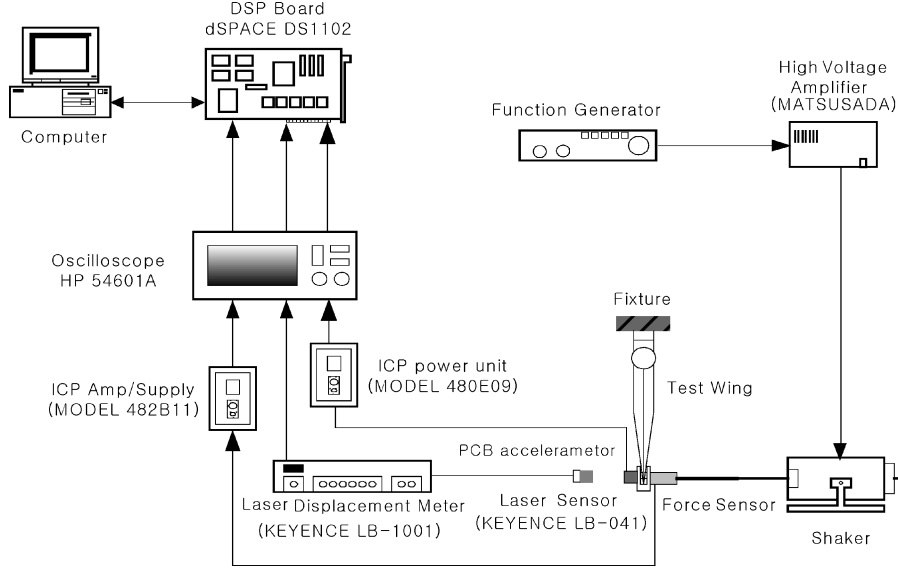 DSP Board
dSPACE DS1102
Computer
High Voltage
Amplifier
(MATSUSADA)
Function Generator
Oscilloscope
HP 54601A
Fixture
ICP power unit
(MODEL 480E09)
ICP Amp/Supply
(MODEL 482B11)
Test Wing
PCB accelerametor
Laser Displacement Meter
(KEYENCE LB-1001)
Laser Sensor
(KEYENCE LB-041)
Force Sensor
Shaker